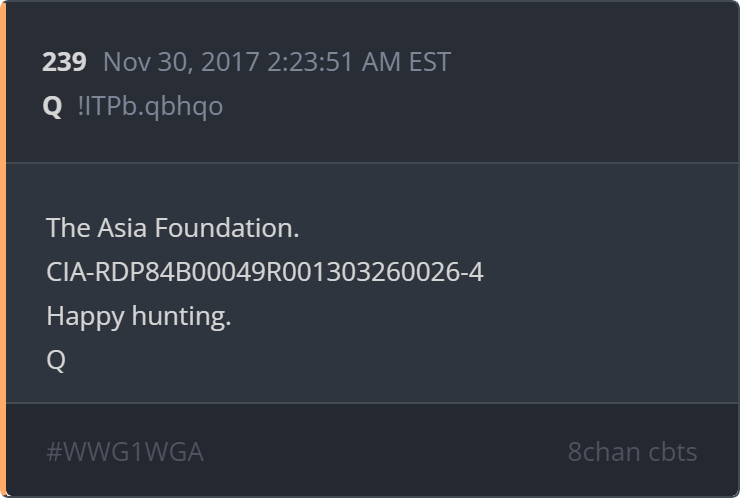 239 Nov 30, 2017 2:23:51 AM EST
Q !ITPb.qbhqo
The Asia Foundation.
CIA-RDP84B00049R001303260026-4
Happy hunting.
Q
#WWG1WGA 8chan cbts